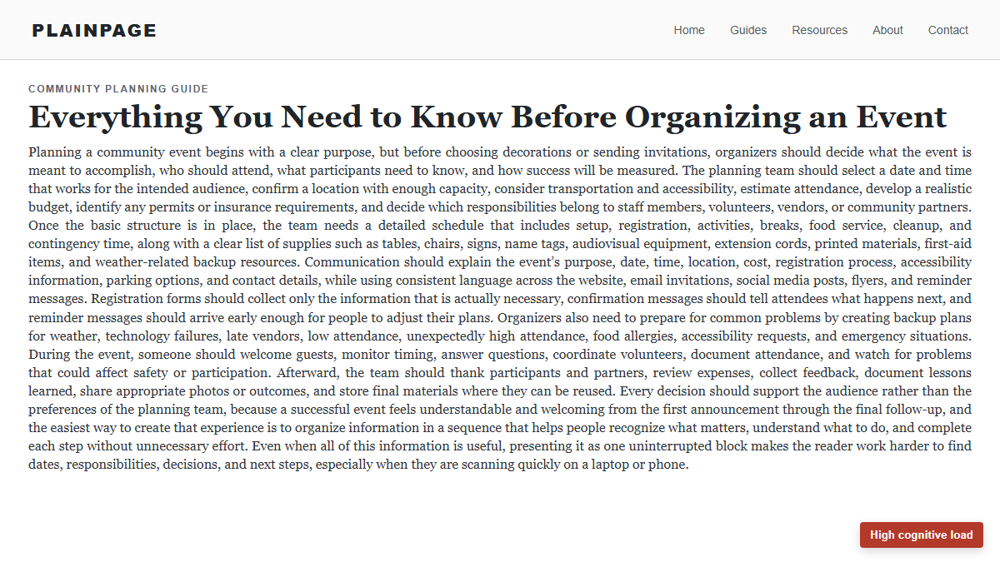 PLAINPAGE
Home Guides Resources About Contact
COMMUNITY PLANNING GUIDE
Everything You Need to Know Before Organizing an Event
Planning a community event begins with a clear purpose, but before choosing decorations or sending invitations, organizers should decide what the event is
meant to accomplish, who should attend, what participants need to know, and how success will be measured. The planning team should select a date and time
that works for the intended audience, confirm a location with enough capacity, consider transportation and accessibility, estimate attendance, develop a realistic
budget, identify any permits or insurance requirements, and decide which responsibilities belong to staff members, volunteers, vendors, or community partners.
Once the basic structure is in place, the team needs a detailed schedule that includes setup, registration, activities, breaks, food service, cleanup, and
contingency time, along with a clear list of supplies such as tables, chairs, signs, name tags, audiovisual equipment, extension cords, printed materials, first-aid
items, and weather-related backup resources. Communication should explain the event’s purpose, date, time, location, cost, registration process, accessibility
information, parking options, and contact details, while using consistent language across the website, email invitations, social media posts, flyers, and reminder
messages. Registration forms should collect only the information that is actually necessary, confirmation messages should tell attendees what happens next, and
reminder messages should arrive early enough for people to adjust their plans. Organizers also need to prepare for common problems by creating backup plans
for weather, technology failures, late vendors, low attendance, unexpectedly high attendance, food allergies, accessibility requests, and emergency situations.
During the event, someone should welcome guests, monitor timing, answer questions, coordinate volunteers, document attendance, and watch for problems
that could affect safety or participation. Afterward, the team should thank participants and partners, review expenses, collect feedback, document lessons
learned, share appropriate photos or outcomes, and store final materials where they can be reused. Every decision should support the audience rather than the
preferences of the planning team, because a successful event feels understandable and welcoming from the first announcement through the final follow-up, and
the easiest way to create that experience is to organize information in a sequence that helps people recognize what matters, understand what to do, and complete
each step without unnecessary effort. Even when all of this information is useful, presenting it as one uninterrupted block makes the reader work harder to find
dates, responsibilities, decisions, and next steps, especially when they are scanning quickly on a laptop or phone.
High cognitive load